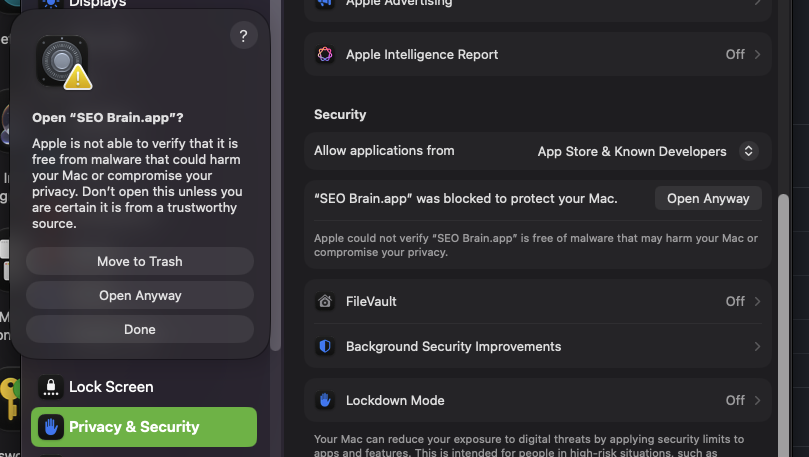 Displays
?
Open “SEO Brain.app”?
Apple is not able to verify that it is
free from malware that could harm
your Mac or compromise your
privacy. Don’t open this unless you
are certain it is from a trustworthy
source.
Move to Trash
Open Anyway
Done
Lock Screen
Privacy & Security
Apple Advertising
Apple Intelligence Report
Off
Security
Allow applications from
App Store & Known Developers
“SEO Brain.app” was blocked to protect your Mac.
Open Anyway
Apple could not verify “SEO Brain.app” is free of malware that may harm your Mac or
compromise your privacy.
FileVault
Off
Background Security Improvements
Lockdown Mode
Off
Your Mac can reduce your exposure to digital threats by applying security limits to
apps and features. This is intended for people in high-risk situations, such as